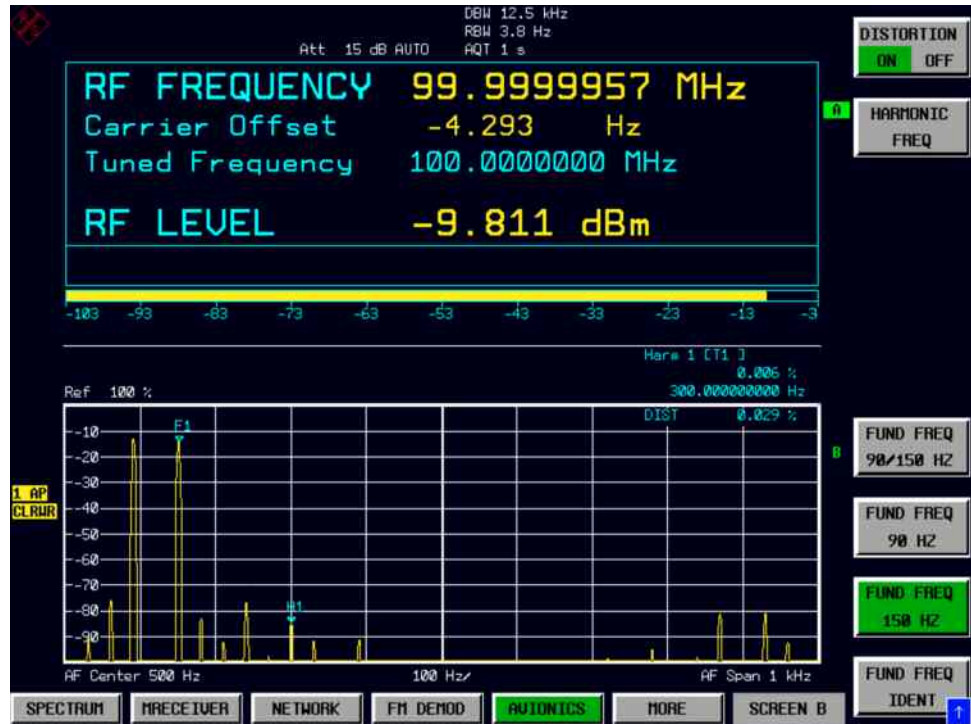 DBW 12.5 kHz
RBW 3.8 Hz
Att 15 dB AUTO AQT 1 s
DISTORTION
ON OFF
RF FREQUENCY 99.9999957 MHz
A
HARMONIC
FREQ
Carrier Offset -4.293 Hz
Tuned Frequency 100.0000000 MHz
RF LEVEL -9.811 dBm
-103 -93 -83 -73 -63 -53 -43 -33 -23 -13 -3
Harm 1 [T1 ]
0.006 %
Ref 100 % 300.000000000 Hz
DIST 0.029 %
F1
-10
-20
-30
-40
-50
-60
-70
-80
-90
H1
1 AP
CLRWR
B
FUND FREQ
90/150 HZ
FUND FREQ
90 HZ
FUND FREQ
150 HZ
FUND FREQ
IDENT
AF Center 500 Hz 100 Hz/ AF Span 1 kHz
SPECTRUM MRECEIVER NETWORK FM DEMOD AVIONICS MORE SCREEN B